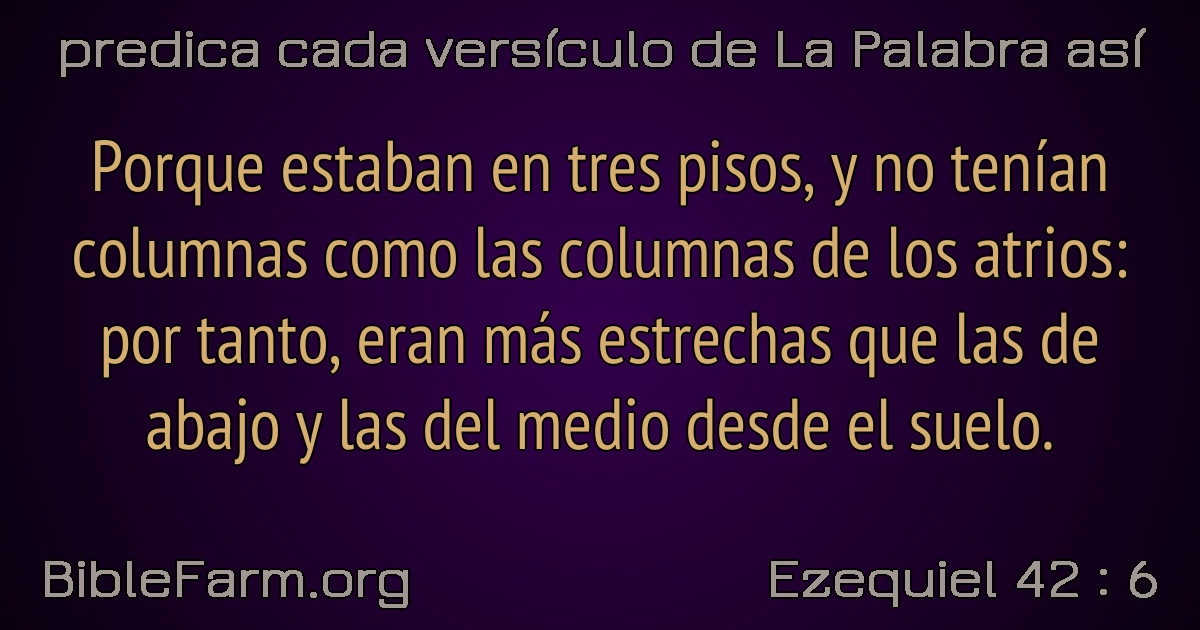 predica cada versículo de La Palabra así
Porque estaban en tres pisos, y no tenían
columnas como las columnas de los atrios:
por tanto, eran más estrechas que las de
abajo y las del medio desde el suelo.
BibleFarm.org
Ezequiel 42 : 6